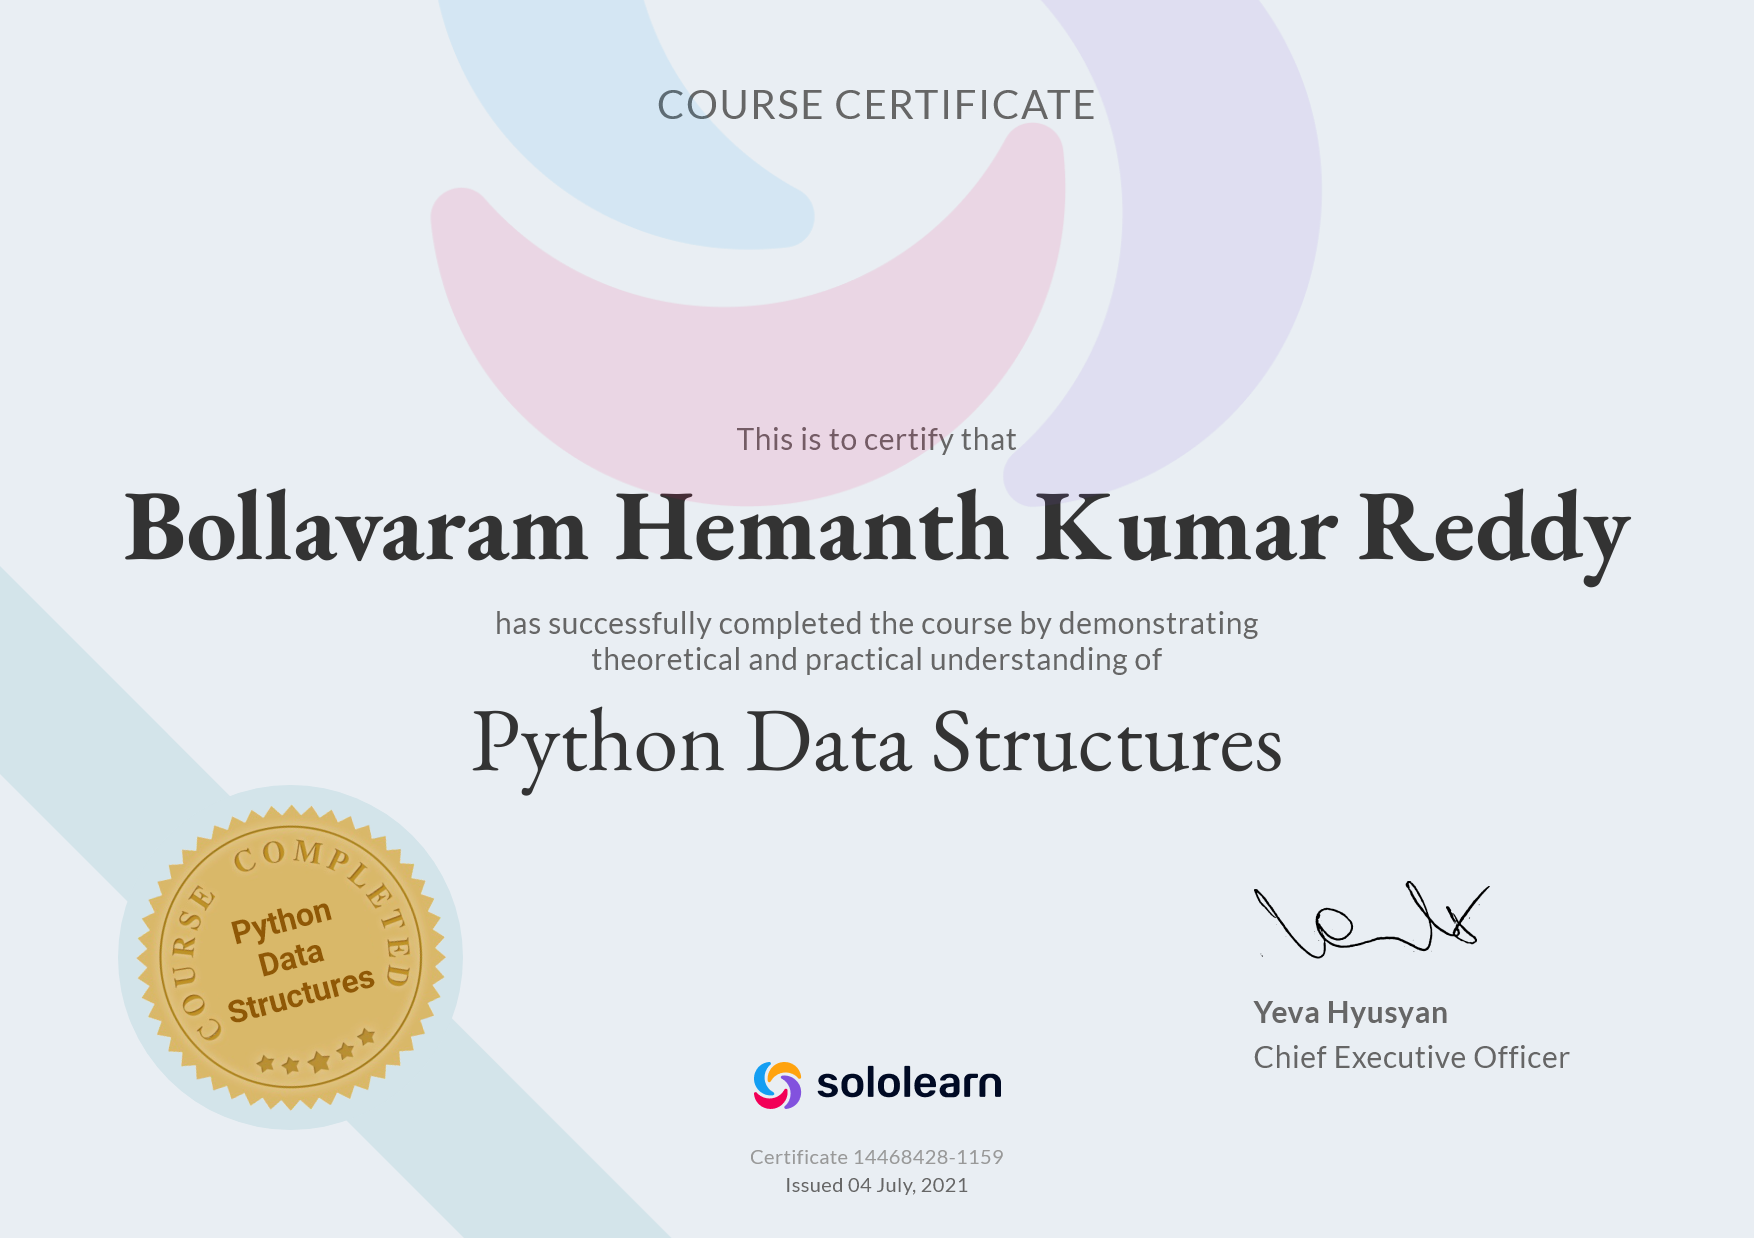 COURSE CERTIFICATE
This is to certify that
Bollavaram Hemanth Kumar Reddy
has successfully completed the course by demonstrating
theoretical and practical understanding of
Python Data Structures
COURSE COMPLETED
Python
Data
Structures
Yeva Hyusyan
Chief Executive Officer
sololearn
Certificate 14468428-1159
Issued 04 July, 2021